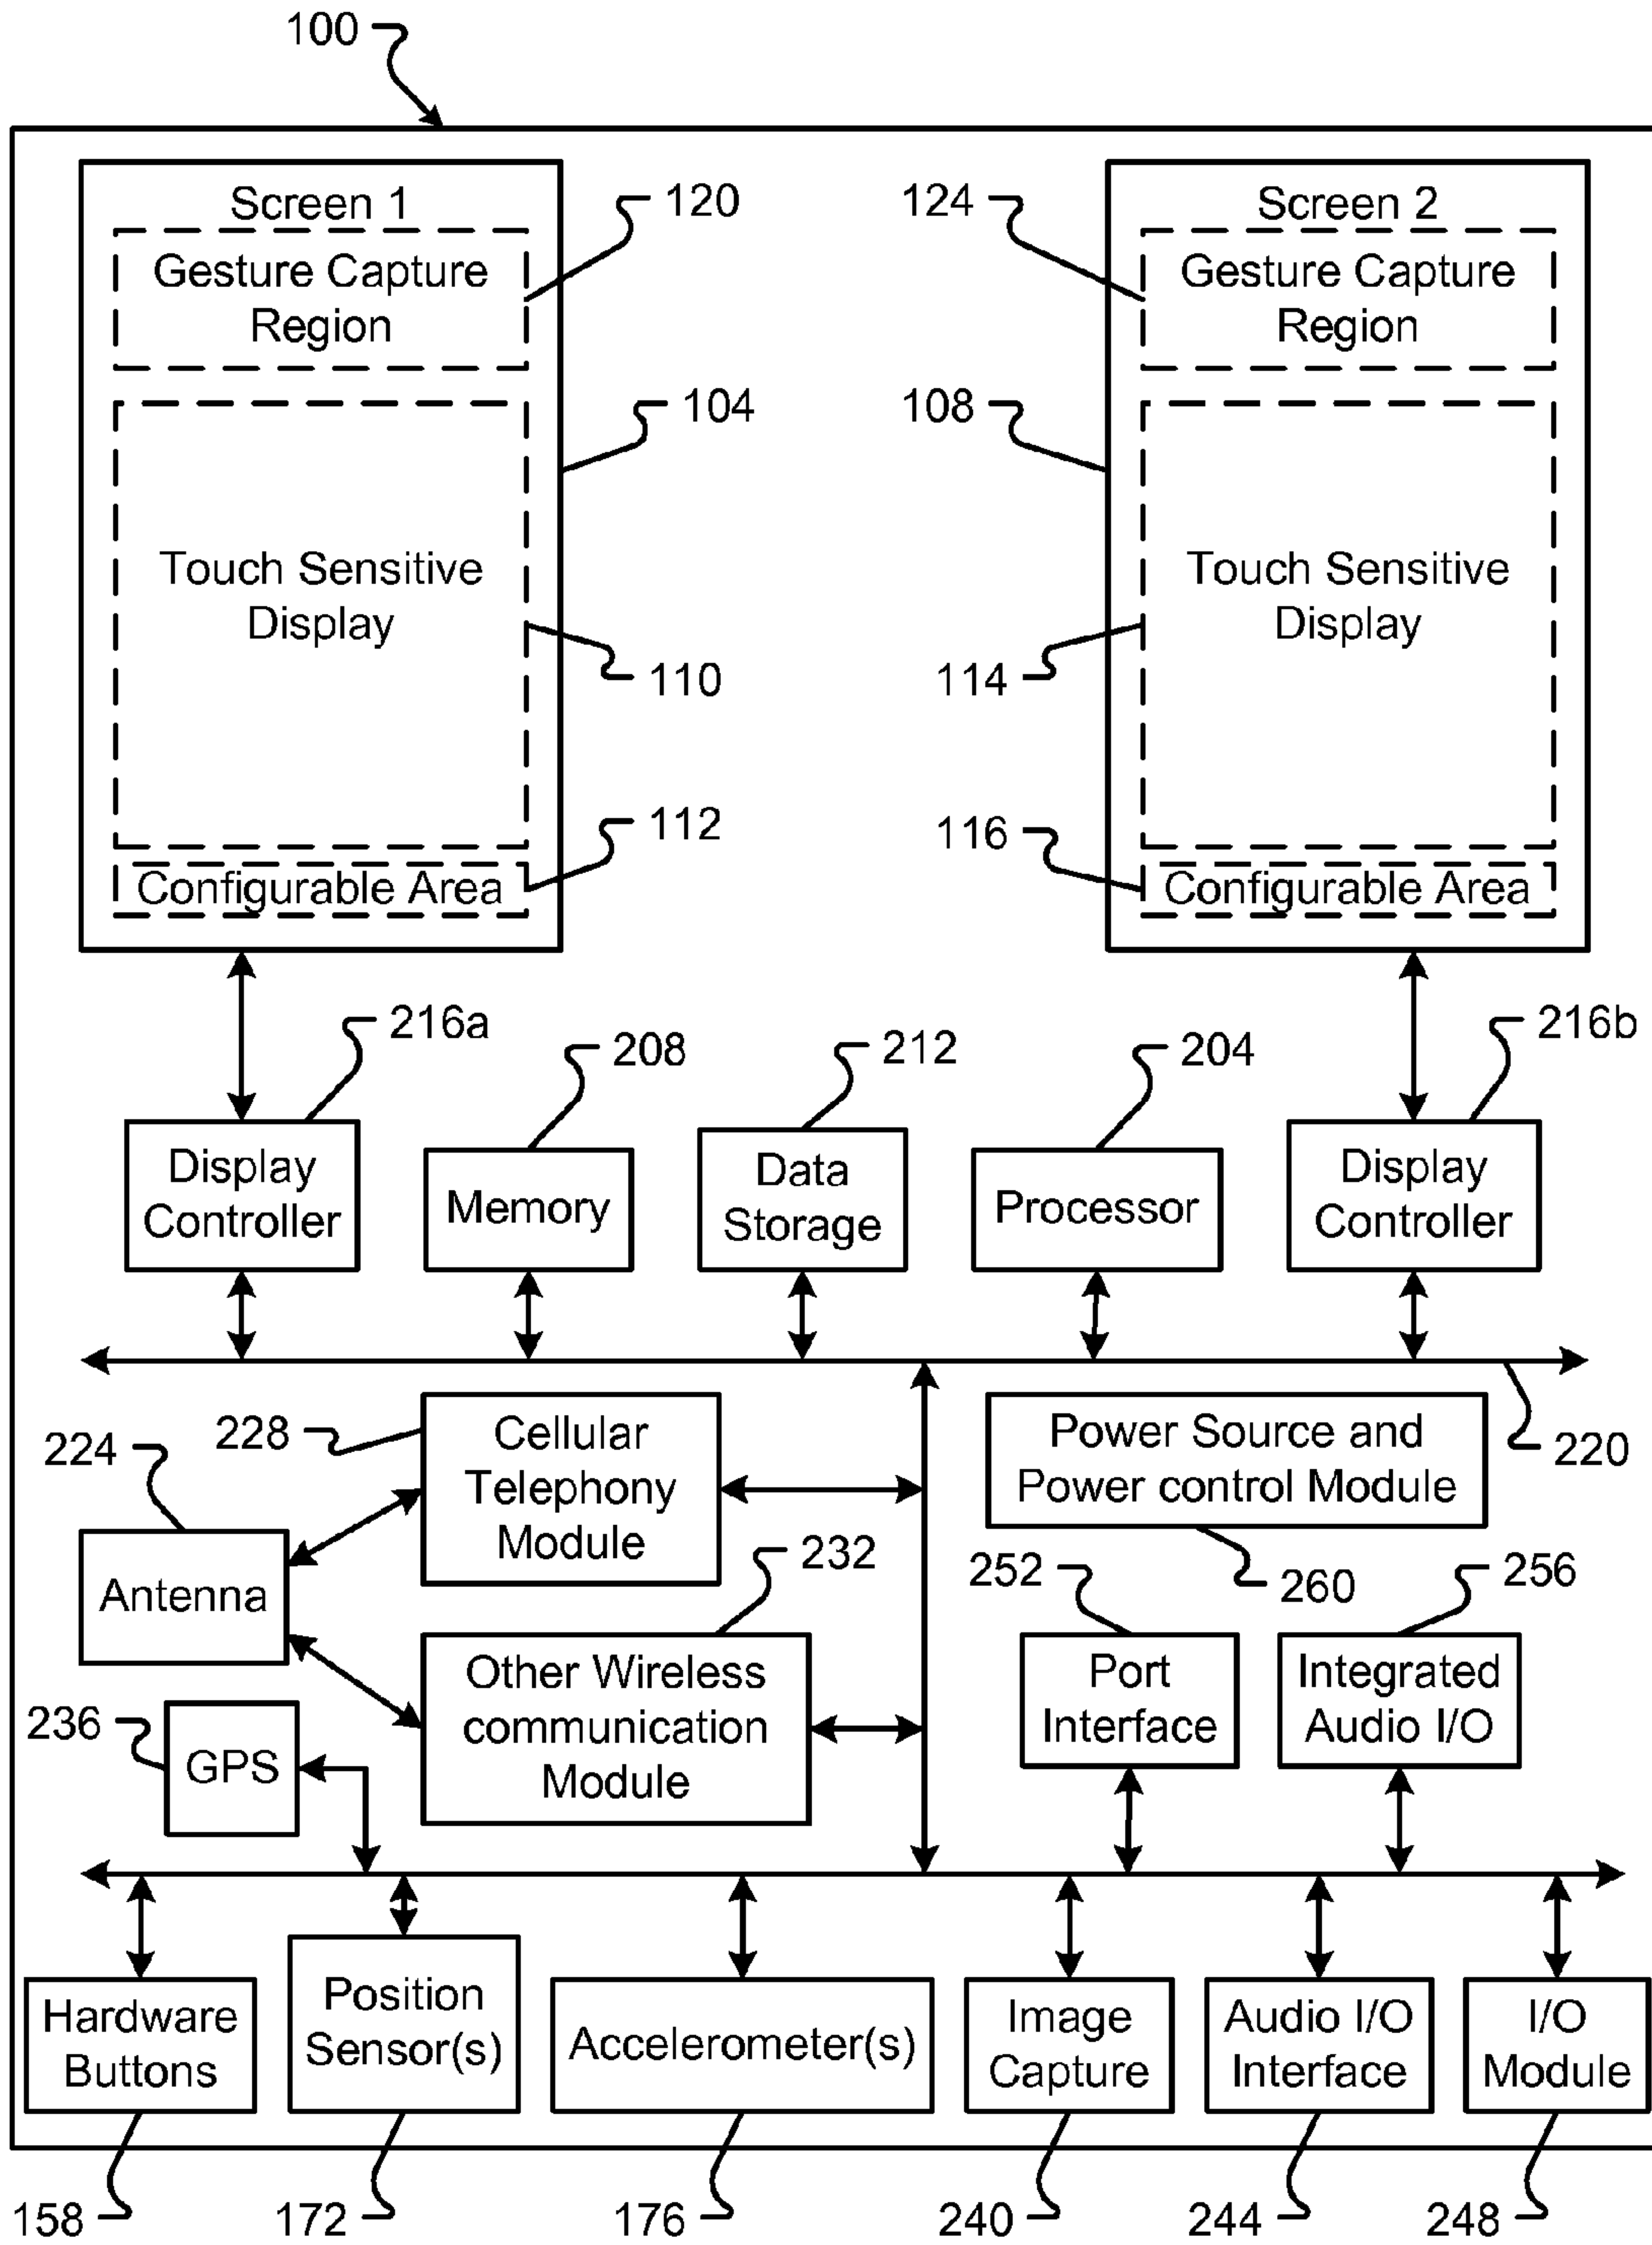 100
Screen 1
Gesture Capture
Region
120
Touch Sensitive
Display
104
110
112
Configurable Area
Screen 2
124
Gesture Capture
Region
108
Touch Sensitive
Display
114
116
Configurable Area
216a
208
212
204
216b
Display
Controller
Memory
Data
Storage
Processor
Display
Controller
220
224
228
Cellular
Telephony
Module
Power Source and
Power control Module
260
Antenna
232
Other Wireless
communication
Module
252
Port
Interface
256
Integrated
Audio I/O
236
GPS
Hardware
Buttons
Position
Sensor(s)
Accelerometer(s)
Image
Capture
Audio I/O
Interface
I/O
Module
158
172
176
240
244
248